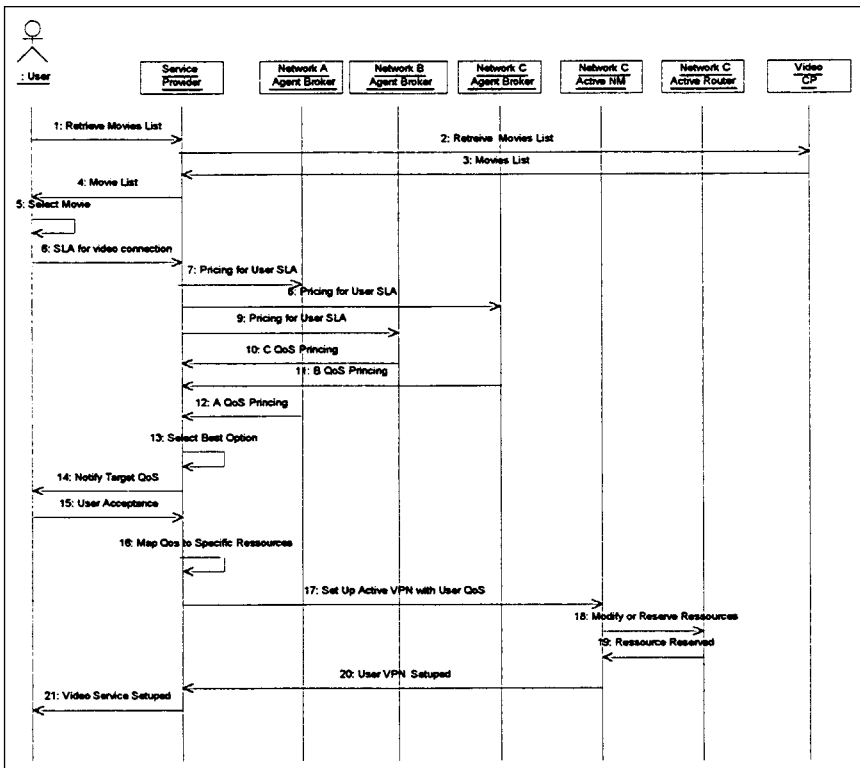 : User
Service
Provider
Network A
Agent Broker
Network B
Agent Broker
Network C
Agent Broker
Network C
Active NM
Network C
Active Router
Video
CP
1: Retrieve Movies List
2: Retreive Movies List
3: Movies List
4: Movie List
5: Select Movie
6: SLA for video connection
7: Pricing for User SLA
8: Pricing for User SLA
9: Pricing for User SLA
10: C QoS Princing
11: B QoS Princing
12: A QoS Princing
13: Select Best Option
14: Notify Target QoS
15: User Acceptance
16: Map Qos to Specific Ressources
17: Set Up Active VPN with User QoS
18: Modify or Reserve Ressources
19: Ressource Reserved
20: User VPN Setuped
21: Video Service Setuped